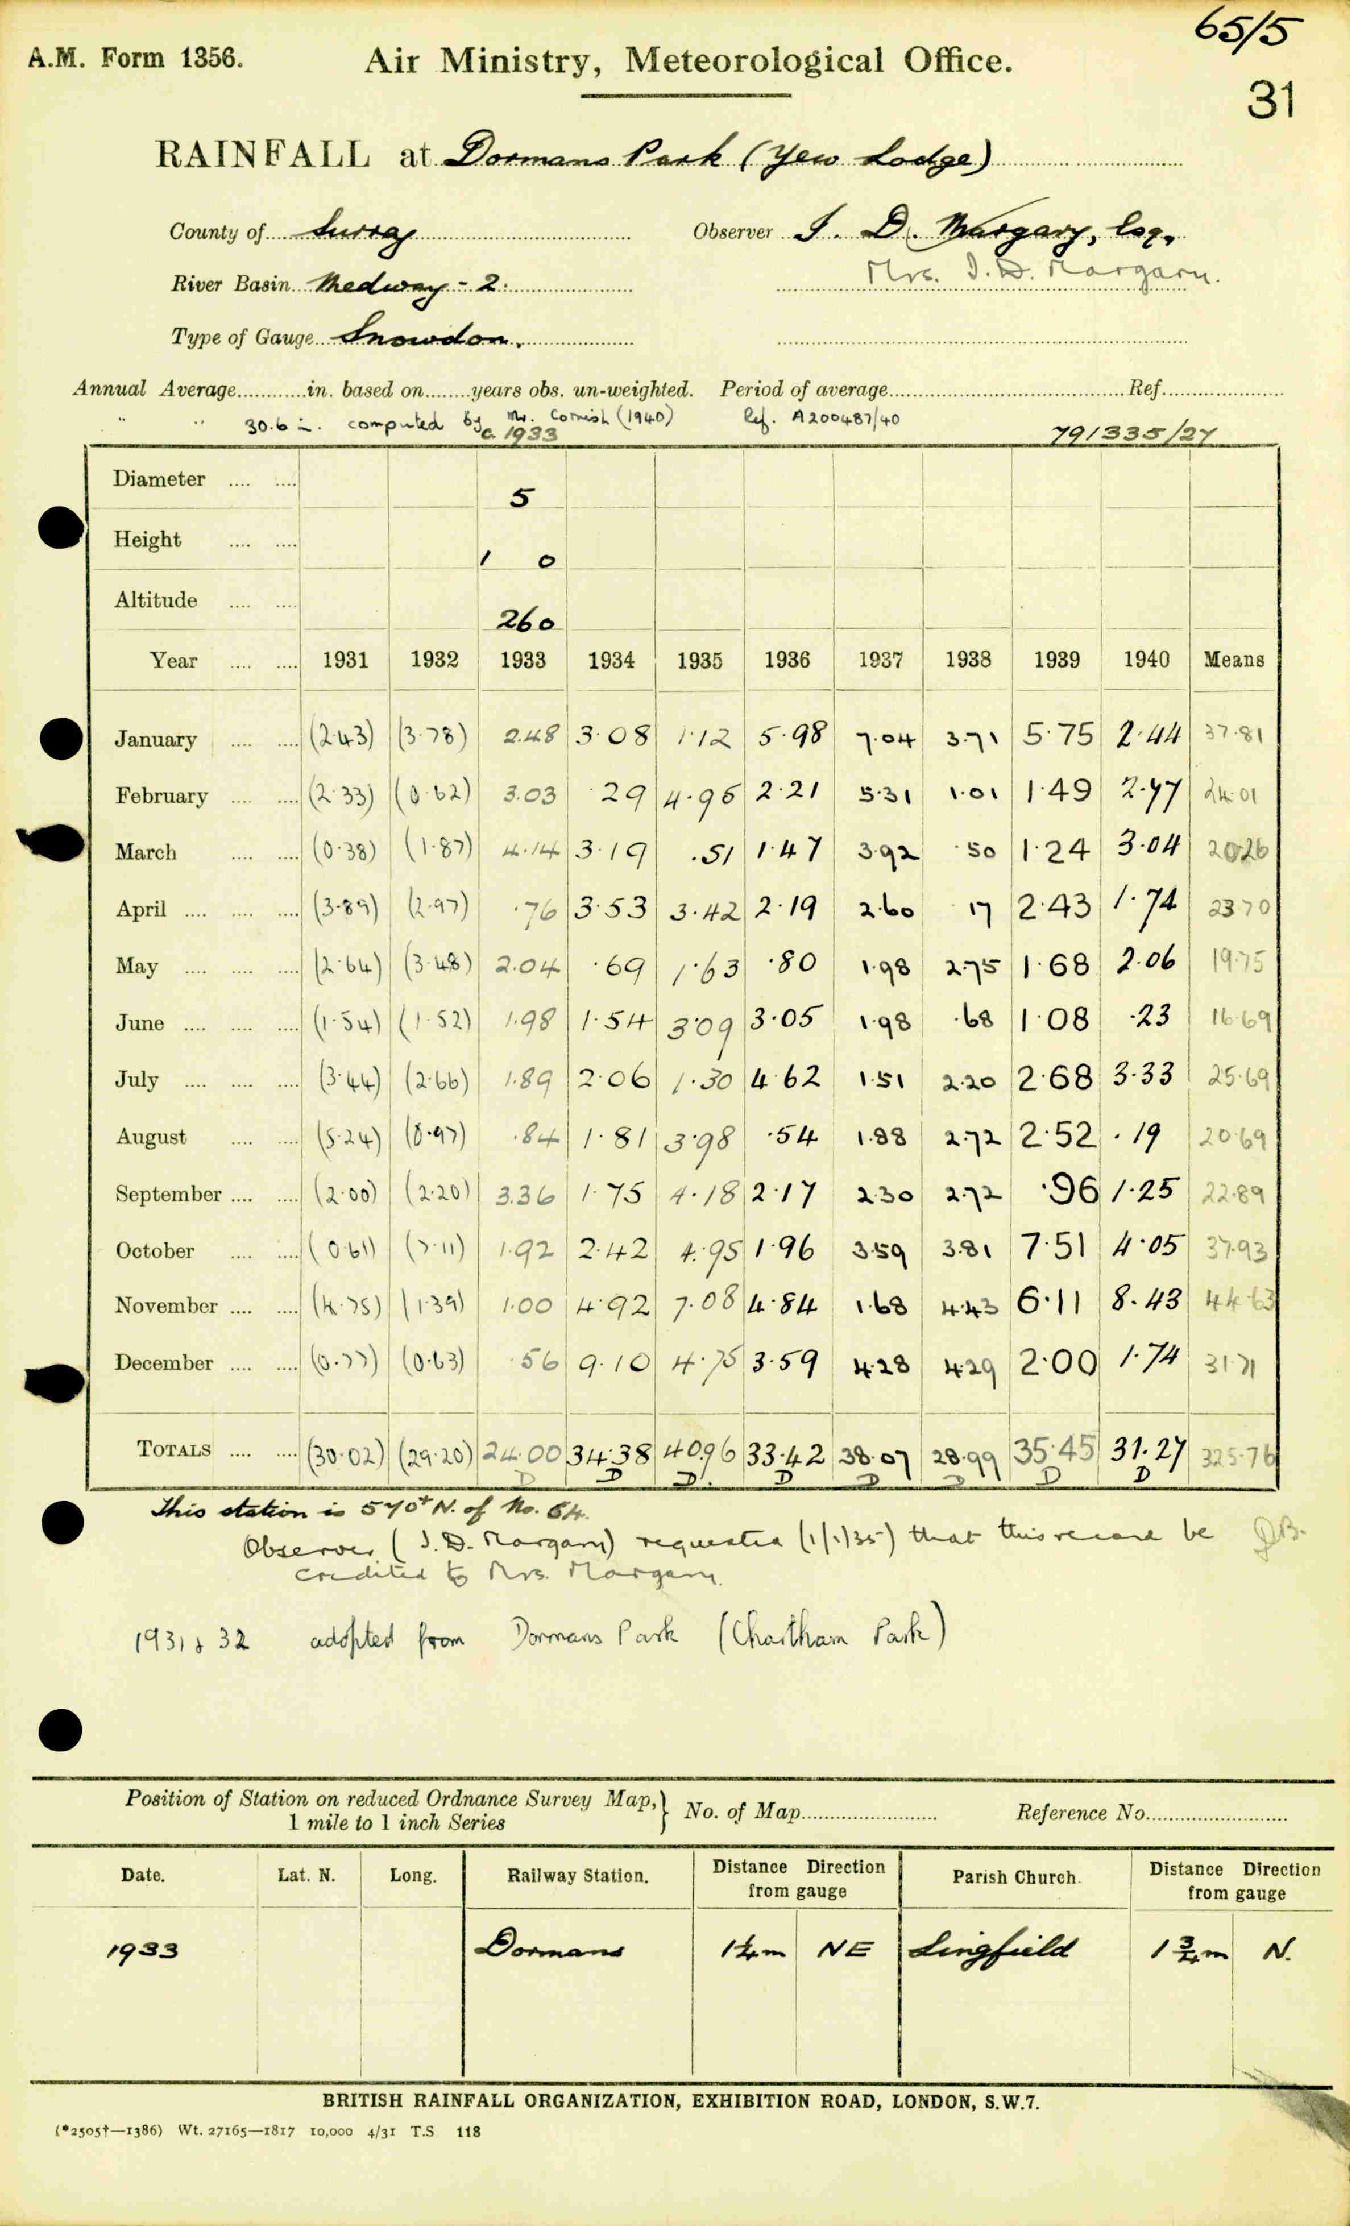 65/5
A.M. Form 1356. Air Ministry, Meteorological Office.
31
RAINFALL at Dormans Park (Yew Lodge)
County of Surrey Observer I. D. Margary, Esq.
Mrs. I. D. Margary.
River Basin Medway - 2.
Type of Gauge Snowdon.
Annual Average............in. based on........years obs. un-weighted. Period of average............ Ref............
" " 30.6 in. computed by Mr. Cornish (1940) Ref. A200487/40
c. 1933 791335/27
Diameter .... .... 5
Height .... .... 1 0
Altitude .... .... 260
Year .... .... 1931 1932 1933 1934 1935 1936 1937 1938 1939 1940 Means
January .... .... (2.43) (3.78) 2.48 3.08 1.12 5.98 7.04 3.71 5.75 2.44 37.81
February .... .... (2.33) (0.62) 3.03 .29 4.95 2.21 5.31 1.01 1.49 2.77 24.01
March .... .... (0.38) (1.87) 4.14 3.19 .51 1.47 3.92 .50 1.24 3.04 20.26
April .... .... .... (3.89) (2.97) .76 3.53 3.42 2.19 2.60 .17 2.43 1.74 23.70
May .... .... .... (2.64) (3.48) 2.04 .69 1.63 .80 1.98 2.75 1.68 2.06 19.75
June .... .... .... (1.54) (1.52) 1.98 1.54 3.09 3.05 1.98 .68 1.08 .23 16.69
July .... .... .... (3.44) (2.66) 1.89 2.06 1.30 4.62 1.51 2.20 2.68 3.33 25.69
August .... .... (5.24) (0.97) .84 1.81 3.98 .54 1.88 2.72 2.52 .19 20.69
September .... .... (2.00) (2.20) 3.36 1.75 4.18 2.17 2.30 2.72 .96 1.25 22.89
October .... .... (0.61) (7.11) 1.92 2.42 4.95 1.96 3.59 3.81 7.51 4.05 37.93
November .... .... (4.75) (1.39) 1.00 4.92 7.08 4.84 1.68 4.43 6.11 8.43 44.63
December .... .... (0.77) (0.63) .56 9.10 4.75 3.59 4.28 4.29 2.00 1.74 31.71
TOTALS .... .... (30.02) (29.20) 24.00 34.38 40.96 33.42 38.07 28.99 35.45 31.27 325.76
D D D. D D D D D
This station is 570ft N. of No. 64.
Observer (I. D. Margary) requested (1/1/35) that this record be
credited to Mrs. Margary.
1931 & 32 adopted from Dormans Park (Chartham Park)
Position of Station on reduced Ordnance Survey Map, 1 mile to 1 inch Series } No. of Map............ Reference No............
Date. Lat. N. Long. Railway Station. Distance Direction from gauge Parish Church. Distance Direction from gauge
1933 Dormans 1¼m NE Lingfield 1¾m N.
BRITISH RAINFALL ORGANIZATION, EXHIBITION ROAD, LONDON, S.W.7.
(*2505†—1386) Wt. 27165—1817 10,000 4/31 T.S 118